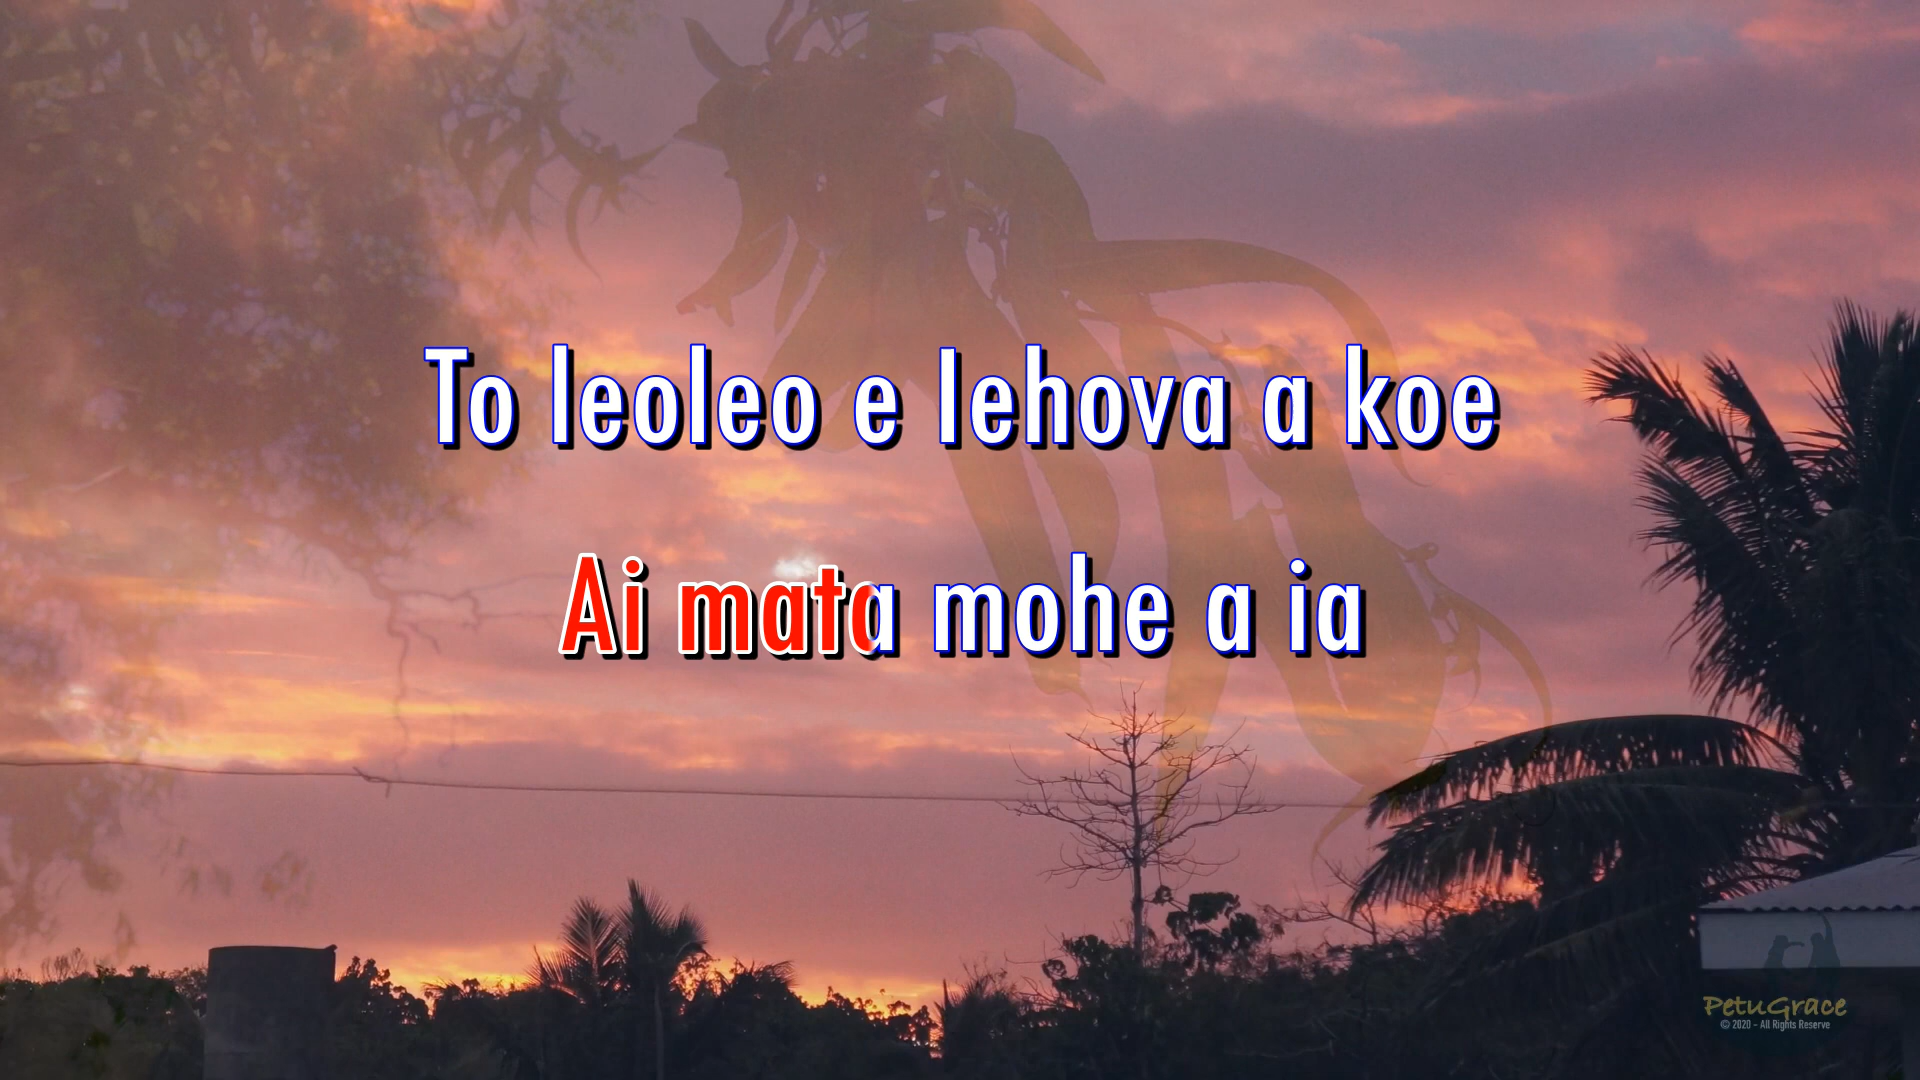 To leoleo e Iehova a koe
Ai mata mohe a ia
PetuGrace
© 2020 - All Rights Reserve